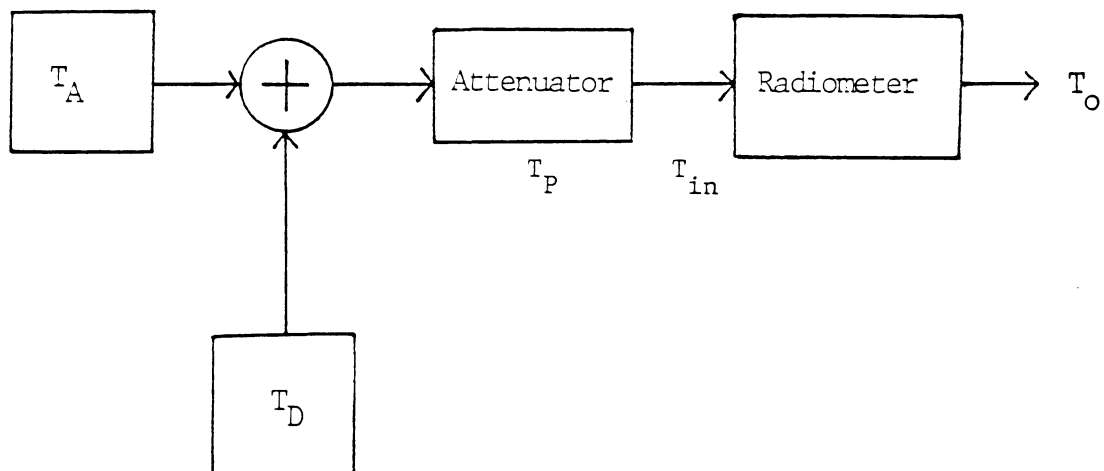 T_A
Attenuator
Radiometer
T_o
T_P
T_in
T_D